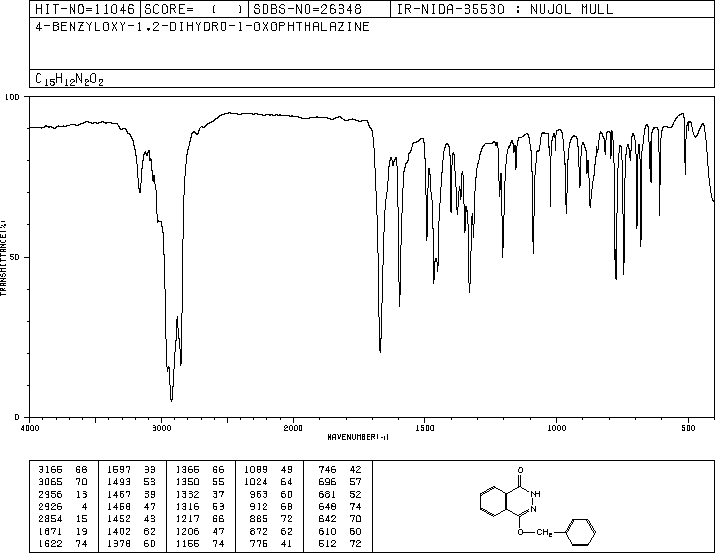 HIT-NO=11046 SCORE= ( ) SDBS-NO=26348 IR-NIDA-35530 : NUJOL MULL
4-BENZYLOXY-1,2-DIHYDRO-1-OXOPHTHALAZINE
C15H12N2O2
100
50
0
TRANSMITTANCE(%)
4000 3000 2000 1500 1000 500
WAVENUMBER(-1)
3165 68 1597 33 1366 66 1089 49 746 42
3065 70 1493 53 1350 55 1024 64 696 57
2956 13 1467 39 1332 37 963 60 681 52
2926 4 1458 47 1316 53 912 68 648 74
2854 15 1452 43 1217 66 885 72 642 70
1671 19 1402 62 1206 47 872 62 610 60
1622 74 1378 60 1155 74 776 41 512 72
O
NH
N
O CH2